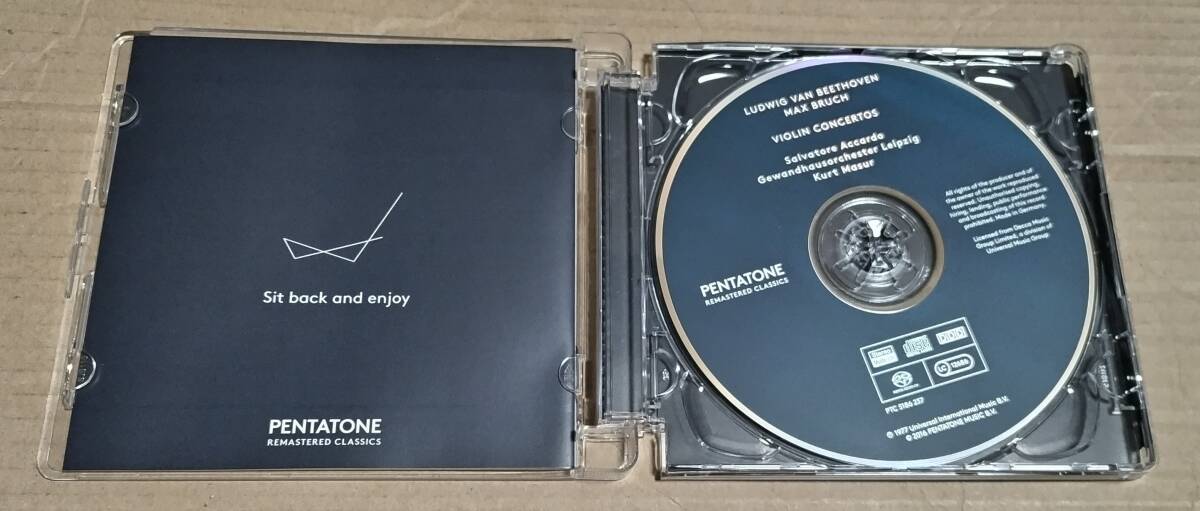 Sit back and enjoy
PENTATONE
REMASTERED CLASSICS
LUDWIG VAN BEETHOVEN
MAX BRUCH
VIOLIN CONCERTOS
Salvatore Accardo
Gewandhausorchester Leipzig
Kurt Masur
All rights of the producer and of
the owner of the work reproduced
reserved. Unauthorised copying,
hiring, lending, public performance
and broadcasting of this record
prohibited. Made in Germany.
Licensed from Decca Music
Group Limited, a division of
Universal Music Group
PENTATONE
REMASTERED CLASSICS
Stereo
LC 12686
PTC 5186 237
℗ 1977 Universal International Music B.V.
© 2016 PENTATONE MUSIC B.V.